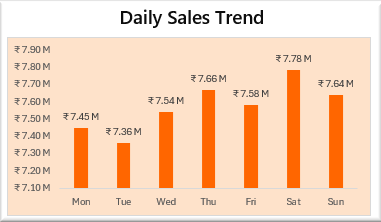 Daily Sales Trend
₹ 7.90 M
₹ 7.80 M
₹ 7.70 M
₹ 7.60 M
₹ 7.50 M
₹ 7.40 M
₹ 7.30 M
₹ 7.20 M
₹ 7.10 M
₹ 7.45 M
₹ 7.36 M
₹ 7.54 M
₹ 7.66 M
₹ 7.58 M
₹ 7.78 M
₹ 7.64 M
Mon Tue Wed Thu Fri Sat Sun